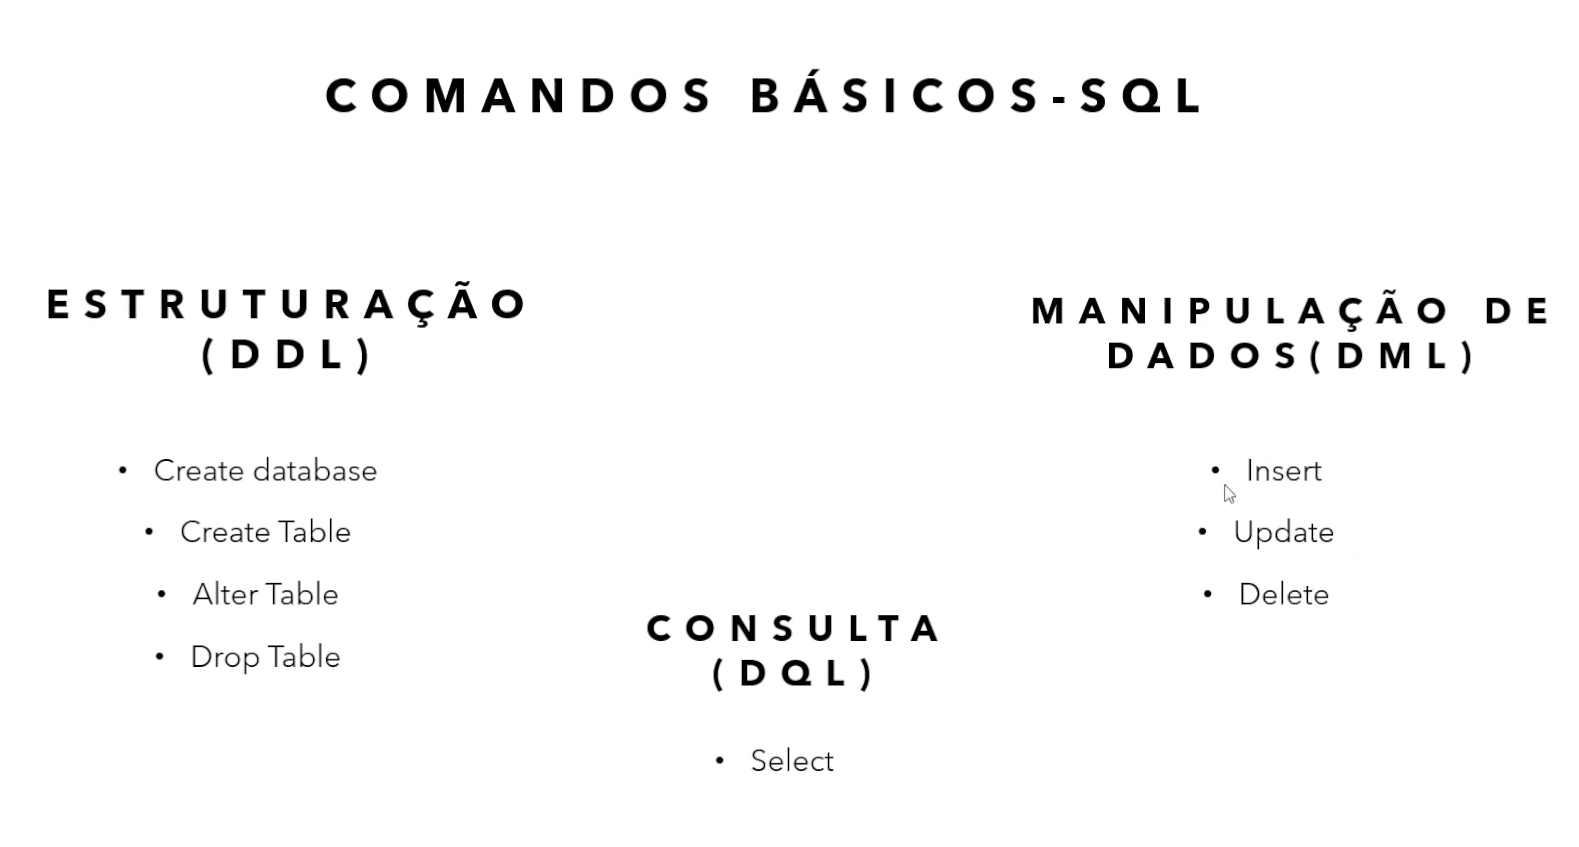 COMANDOS BÁSICOS-SQL
ESTRUTURAÇÃO
(DDL)
• Create database
• Create Table
• Alter Table
• Drop Table
CONSULTA
(DQL)
• Select
MANIPULAÇÃO DE
DADOS(DML)
• Insert
• Update
• Delete